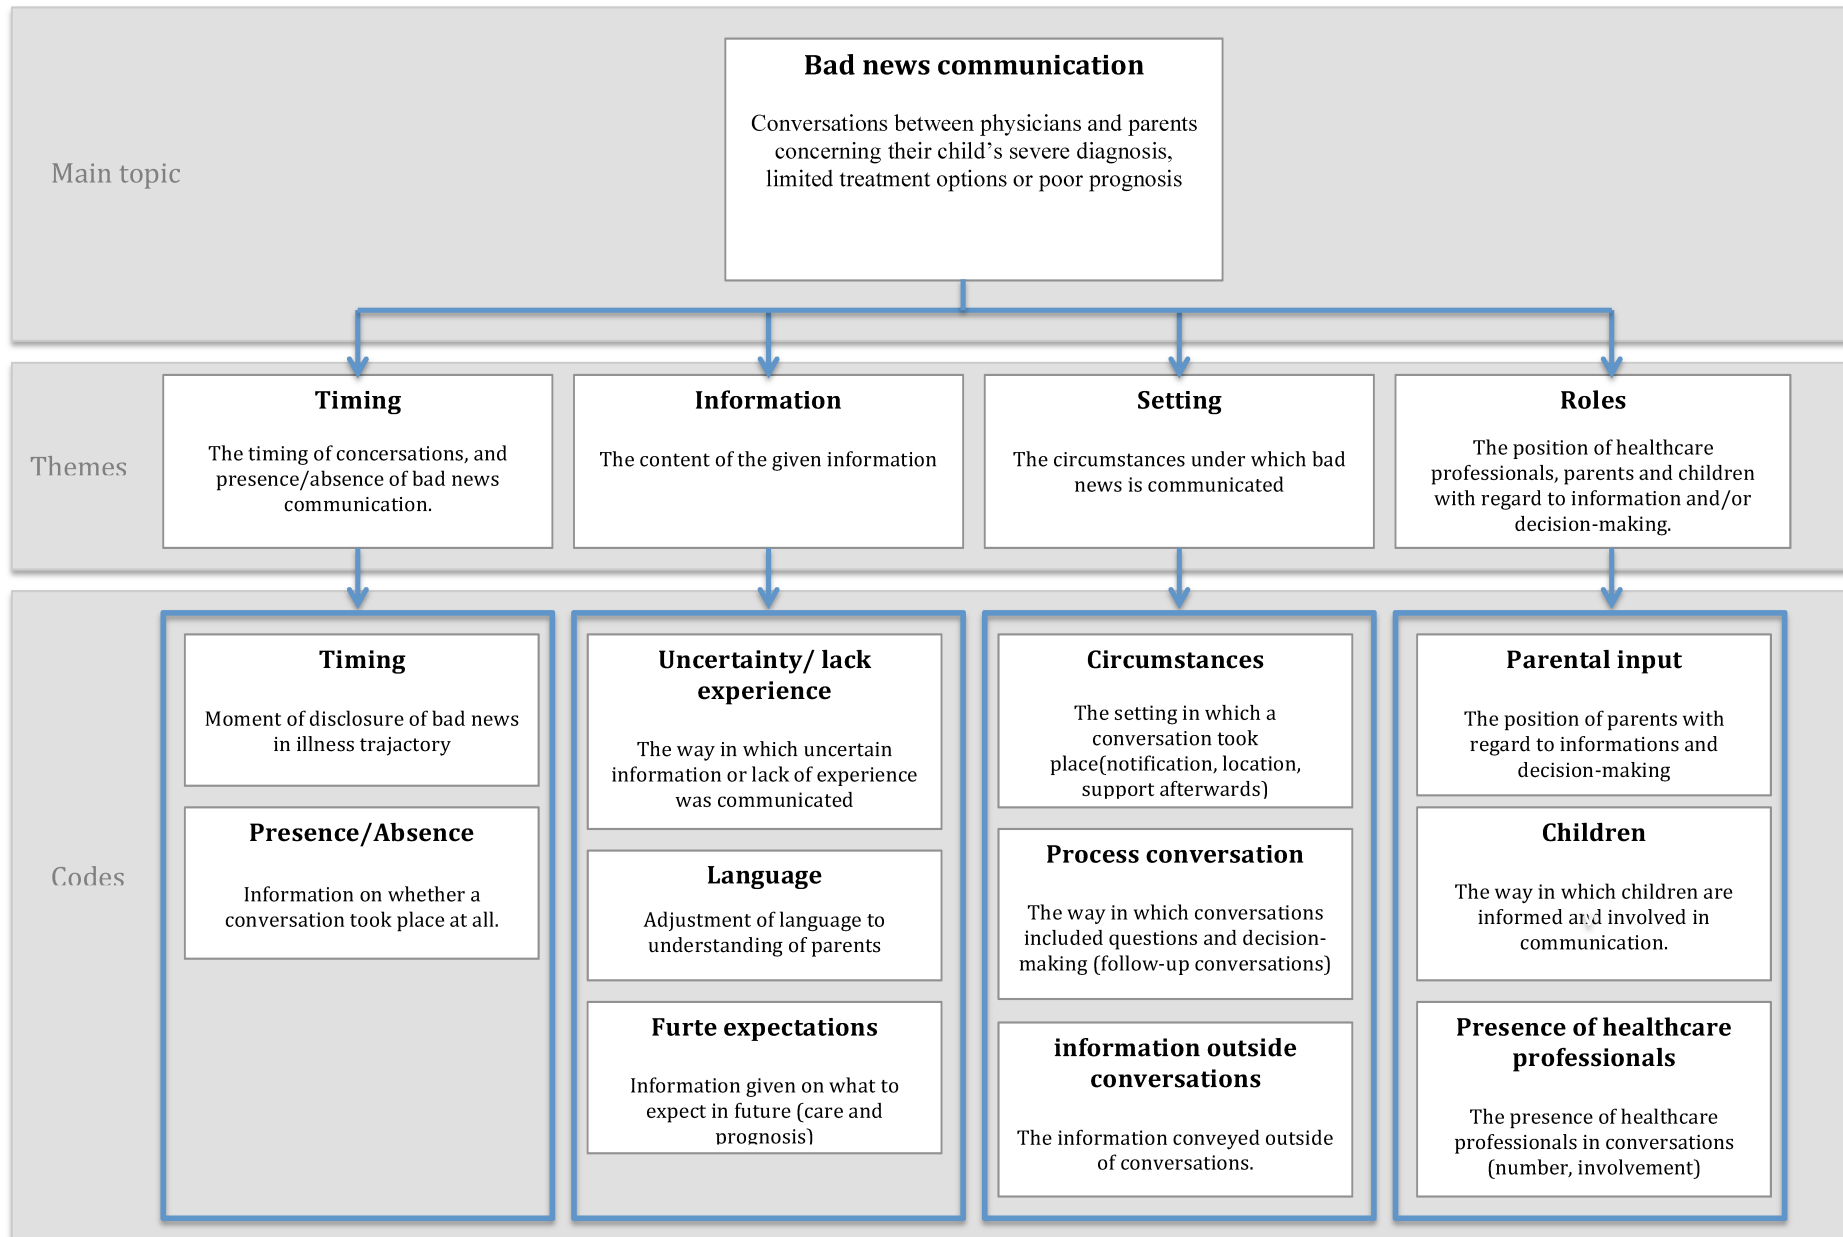 Main topic
Bad news communication
Conversations between physicians and parents
concerning their child’s severe diagnosis,
limited treatment options or poor prognosis
Themes
Timing
The timing of concersations, and
presence/absence of bad news
communication.
Information
The content of the given information
Setting
The circumstances under which bad
news is communicated
Roles
The position of healthcare
professionals, parents and children
with regard to information and/or
decision-making.
Codes
Timing
Moment of disclosure of bad news
in illness trajactory
Presence/Absence
Information on whether a
conversation took place at all.
Uncertainty/ lack
experience
The way in which uncertain
information or lack of experience
was communicated
Language
Adjustment of language to
understanding of parents
Furte expectations
Information given on what to
expect in future (care and
prognosis)
Circumstances
The setting in which a
conversation took
place(notification, location,
support afterwards)
Process conversation
The way in which conversations
included questions and decision-
making (follow-up conversations)
information outside
conversations
The information conveyed outside
of conversations.
Parental input
The position of parents with
regard to informations and
decision-making
Children
The way in which children are
informed and involved in
communication.
Presence of healthcare
professionals
The presence of healthcare
professionals in conversations
(number, involvement)